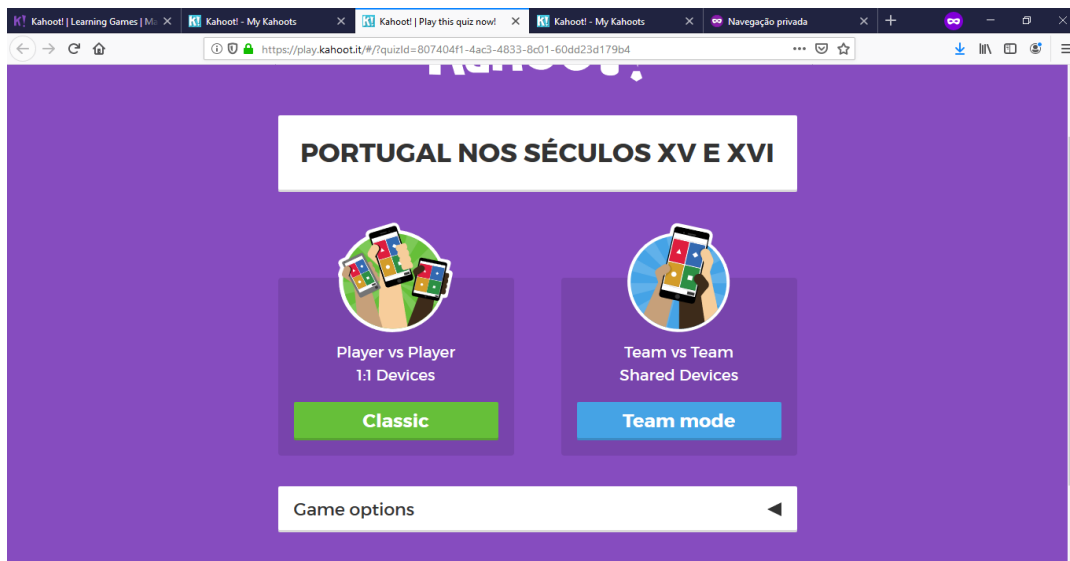 Kahoot! | Learning Games | Ma
Kahoot! - My Kahoots
Kahoot! | Play this quiz now!
Kahoot! - My Kahoots
Navegação privada
https://play.kahoot.it/#/?quizId=807404f1-4ac3-4833-8c01-60dd23d179b4
Kahoot!
PORTUGAL NOS SÉCULOS XV E XVI
Player vs Player
1:1 Devices
Classic
Team vs Team
Shared Devices
Team mode
Game options